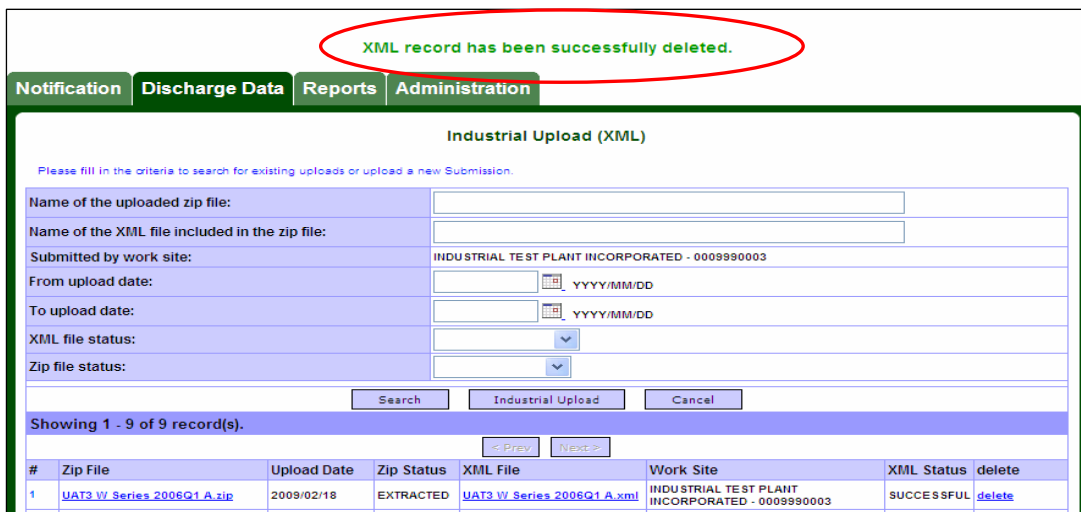 XML record has been successfully deleted.
Notification Discharge Data Reports Administration
Industrial Upload (XML)
Please fill in the criteria to search for existing uploads or upload a new Submission.
Name of the uploaded zip file:
Name of the XML file included in the zip file:
Submitted by work site: INDUSTRIAL TEST PLANT INCORPORATED - 0009990003
From upload date: YYYY/MM/DD
To upload date: YYYY/MM/DD
XML file status:
Zip file status:
Search Industrial Upload Cancel
Showing 1 - 9 of 9 record(s).
< Prev Next >
# Zip File Upload Date Zip Status XML File Work Site XML Status delete
1 UAT3 W Series 2006Q1 A.zip 2009/02/18 EXTRACTED UAT3 W Series 2006Q1 A.xml INDUSTRIAL TEST PLANT INCORPORATED - 0009990003 SUCCESSFUL delete